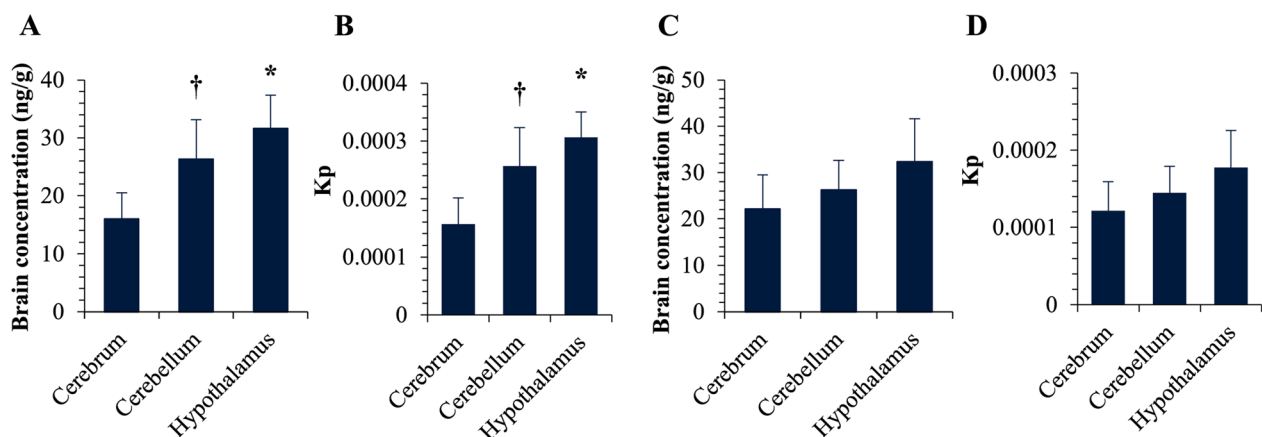 A
Brain concentration (ng/g)
40
30
20
10
0
†
*
Cerebrum
Cerebellum
Hypothalamus
B
Kp
0.0004
0.0003
0.0002
0.0001
0
†
*
Cerebrum
Cerebellum
Hypothalamus
C
Brain concentration (ng/g)
50
40
30
20
10
0
Cerebrum
Cerebellum
Hypothalamus
D
Kp
0.0003
0.0002
0.0001
0
Cerebrum
Cerebellum
Hypothalamus